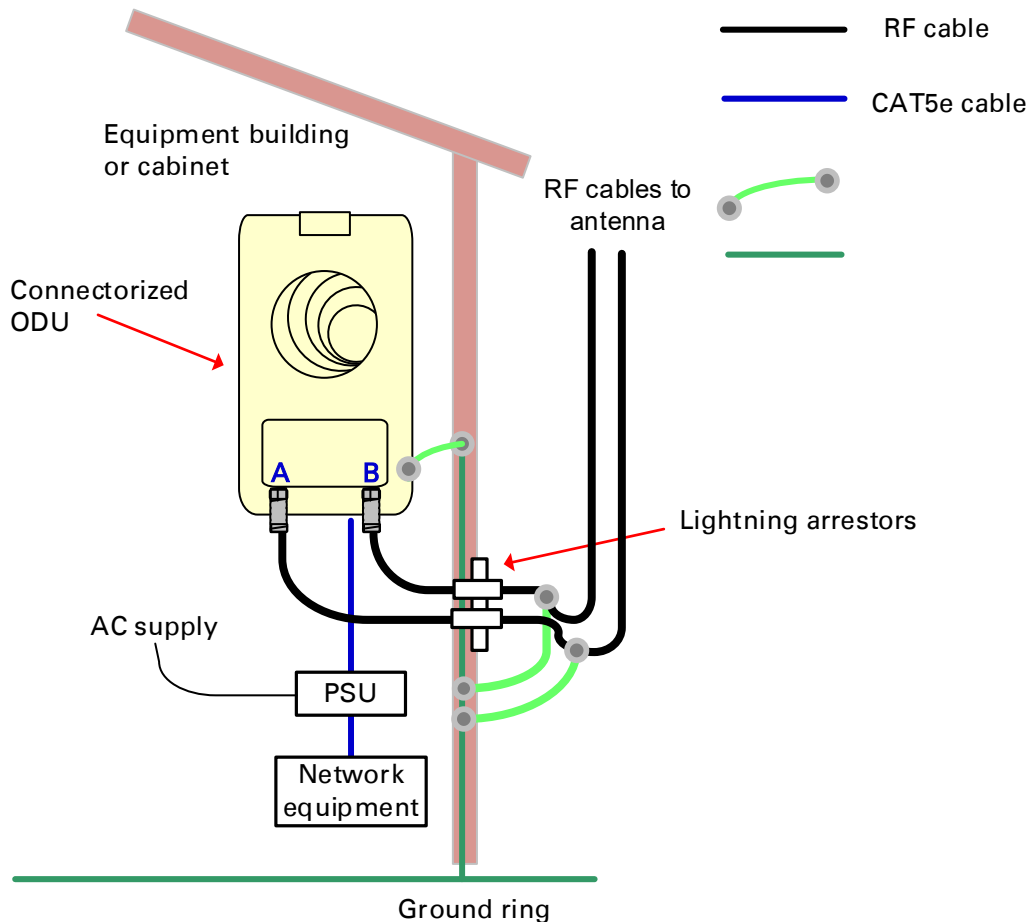 RF cable
CAT5e cable
Equipment building
or cabinet
RF cables to
antenna
Connectorized
ODU
A
B
Lightning arrestors
AC supply
PSU
Network
equipment
Ground ring